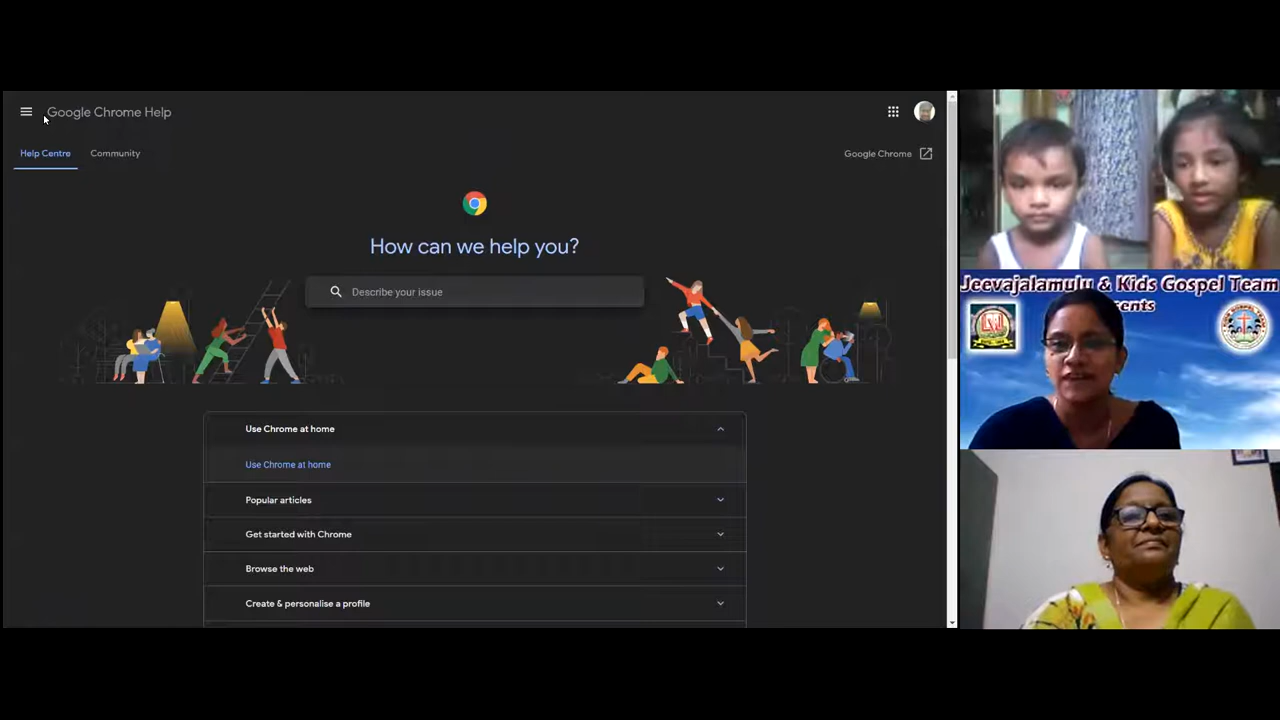 Google Chrome Help
Help Centre
Community
Google Chrome
How can we help you?
Describe your issue
Use Chrome at home
Use Chrome at home
Popular articles
Get started with Chrome
Browse the web
Create & personalise a profile
Jeevajalamulu & Kids Gospel Team